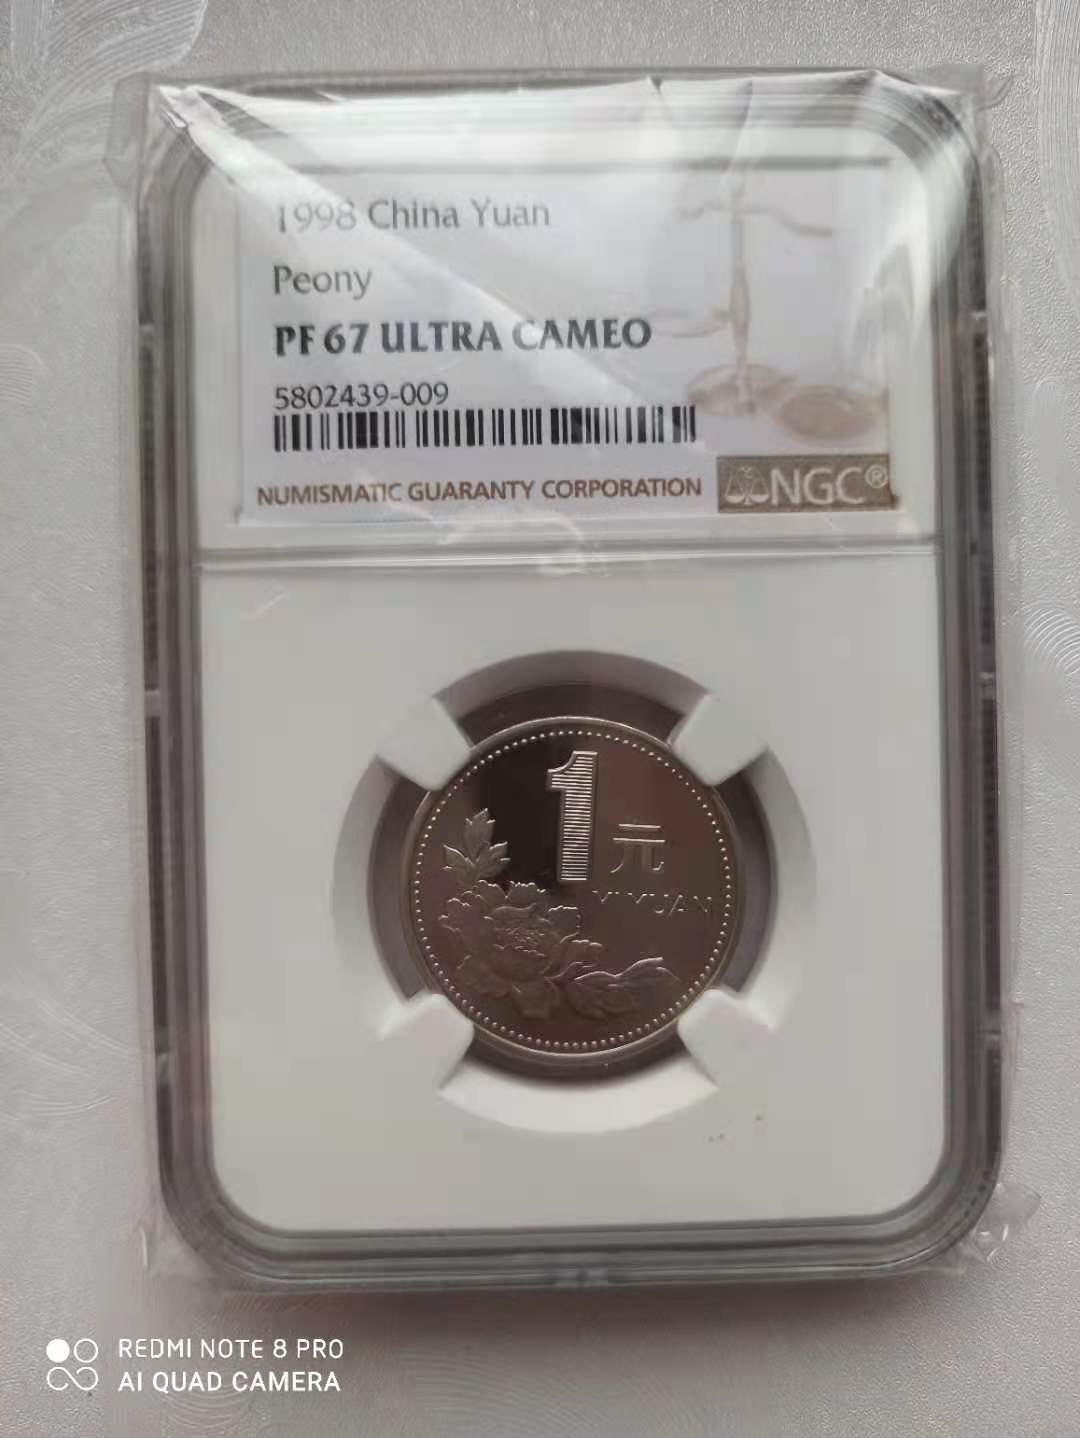 1998 China Yuan
Peony
PF 67 ULTRA CAMEO
5802439-009
NUMISMATIC GUARANTY CORPORATION
NGC®
1
元
YI YUAN
REDMI NOTE 8 PRO
AI QUAD CAMERA